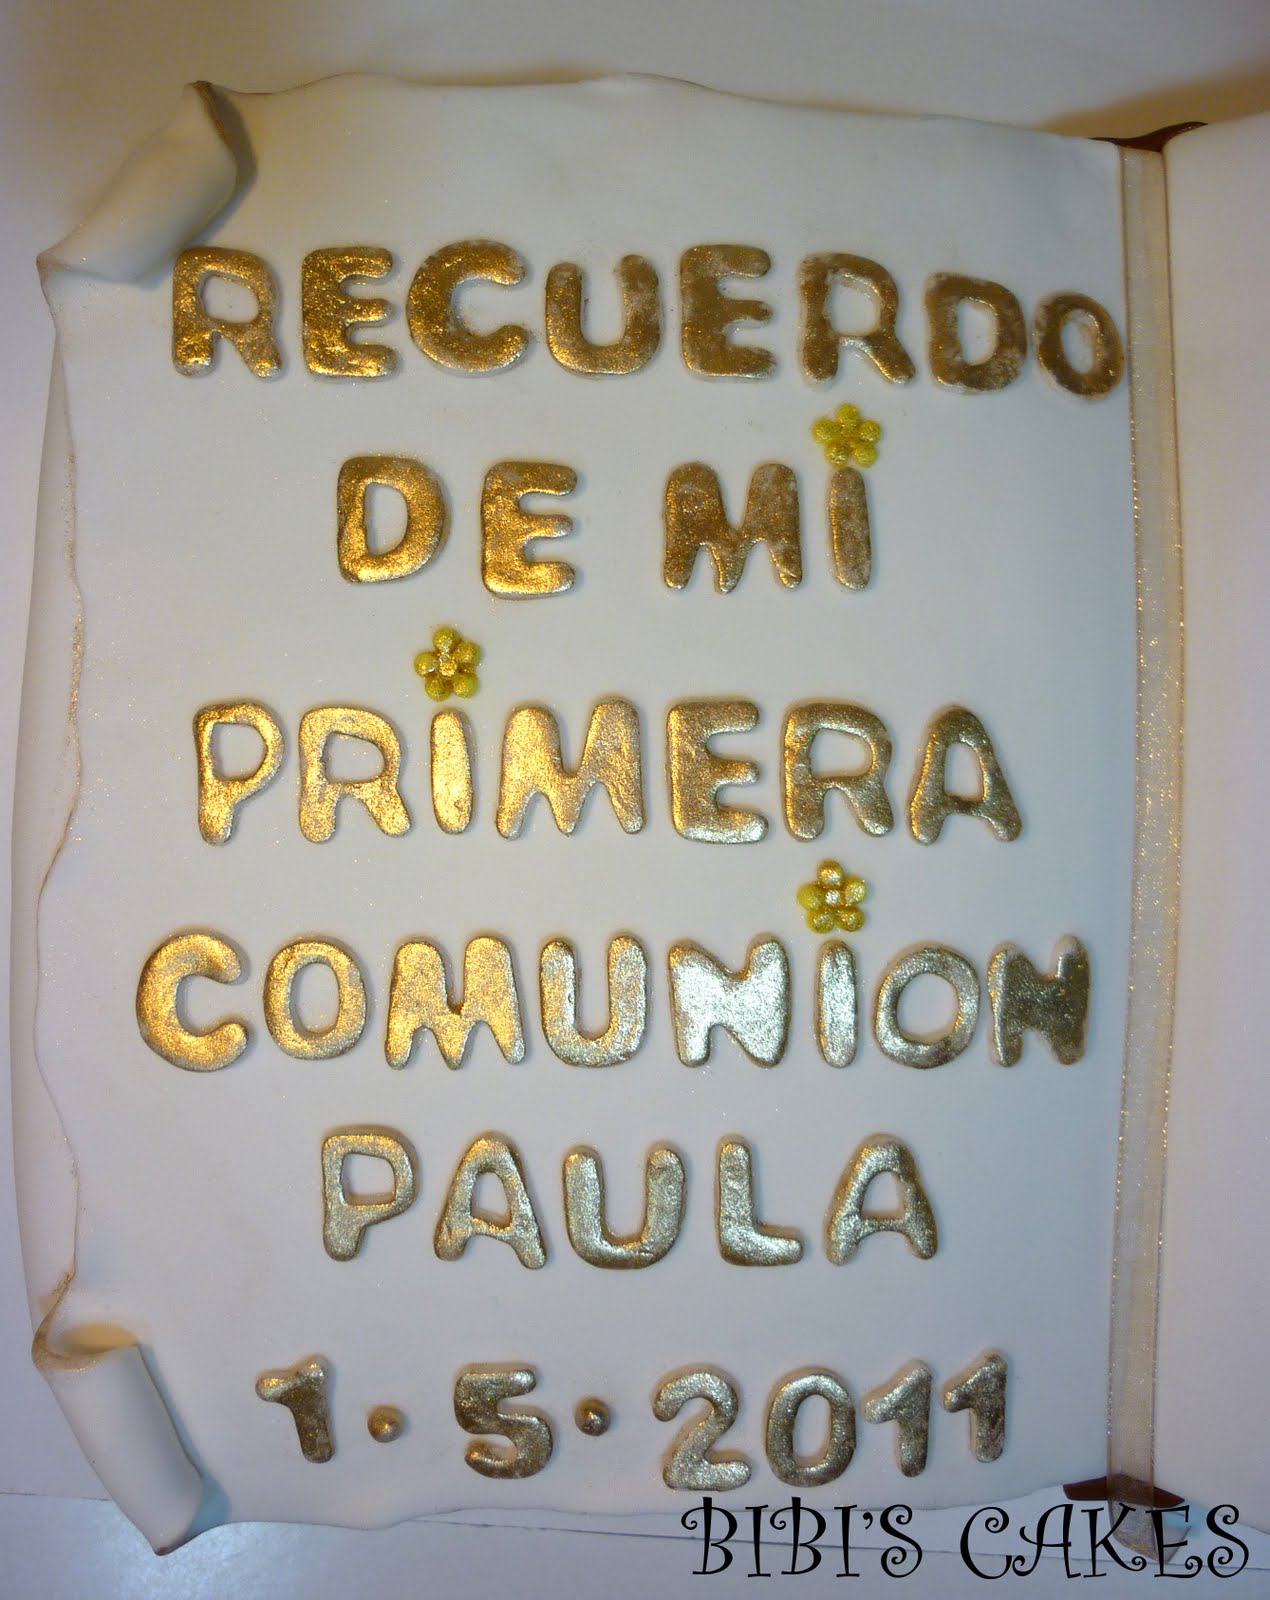 RECUERDO
DE Mi
PRiMERA
COMUNiON
PAULA
1·5·2011
BIBI'S CAKES